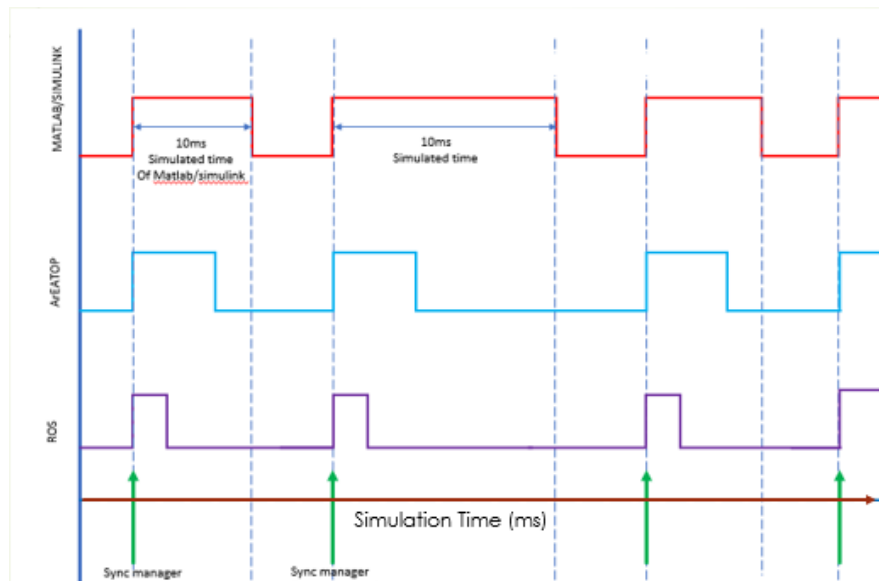 MATLAB/SIMULINK
10ms
Simulated time
Of Matlab/simulink
10ms
Simulated time
ArEATOP
ROS
Simulation Time (ms)
Sync manager
Sync manager